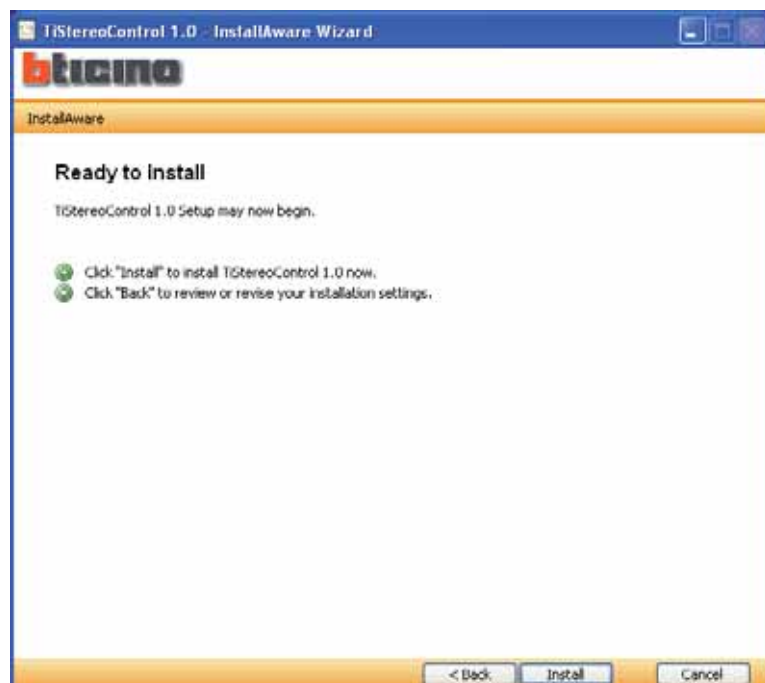 TiStereoControl 1.0 - InstallAware Wizard
bticino
InstallAware
Ready to Install
TiStereoControl 1.0 Setup may now begin.
Click "Install" to install TiStereoControl 1.0 now.
Click "Back" to review or revise your installation settings.
< Back Install Cancel